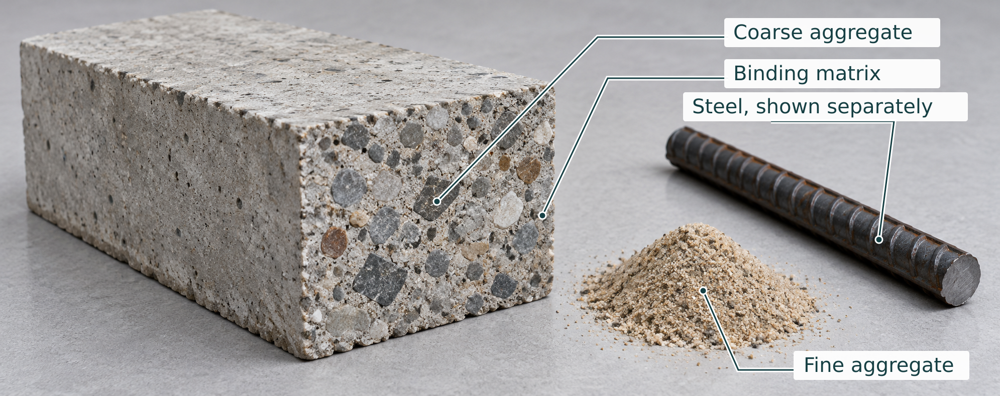 Coarse aggregate
Binding matrix
Steel, shown separately
Fine aggregate